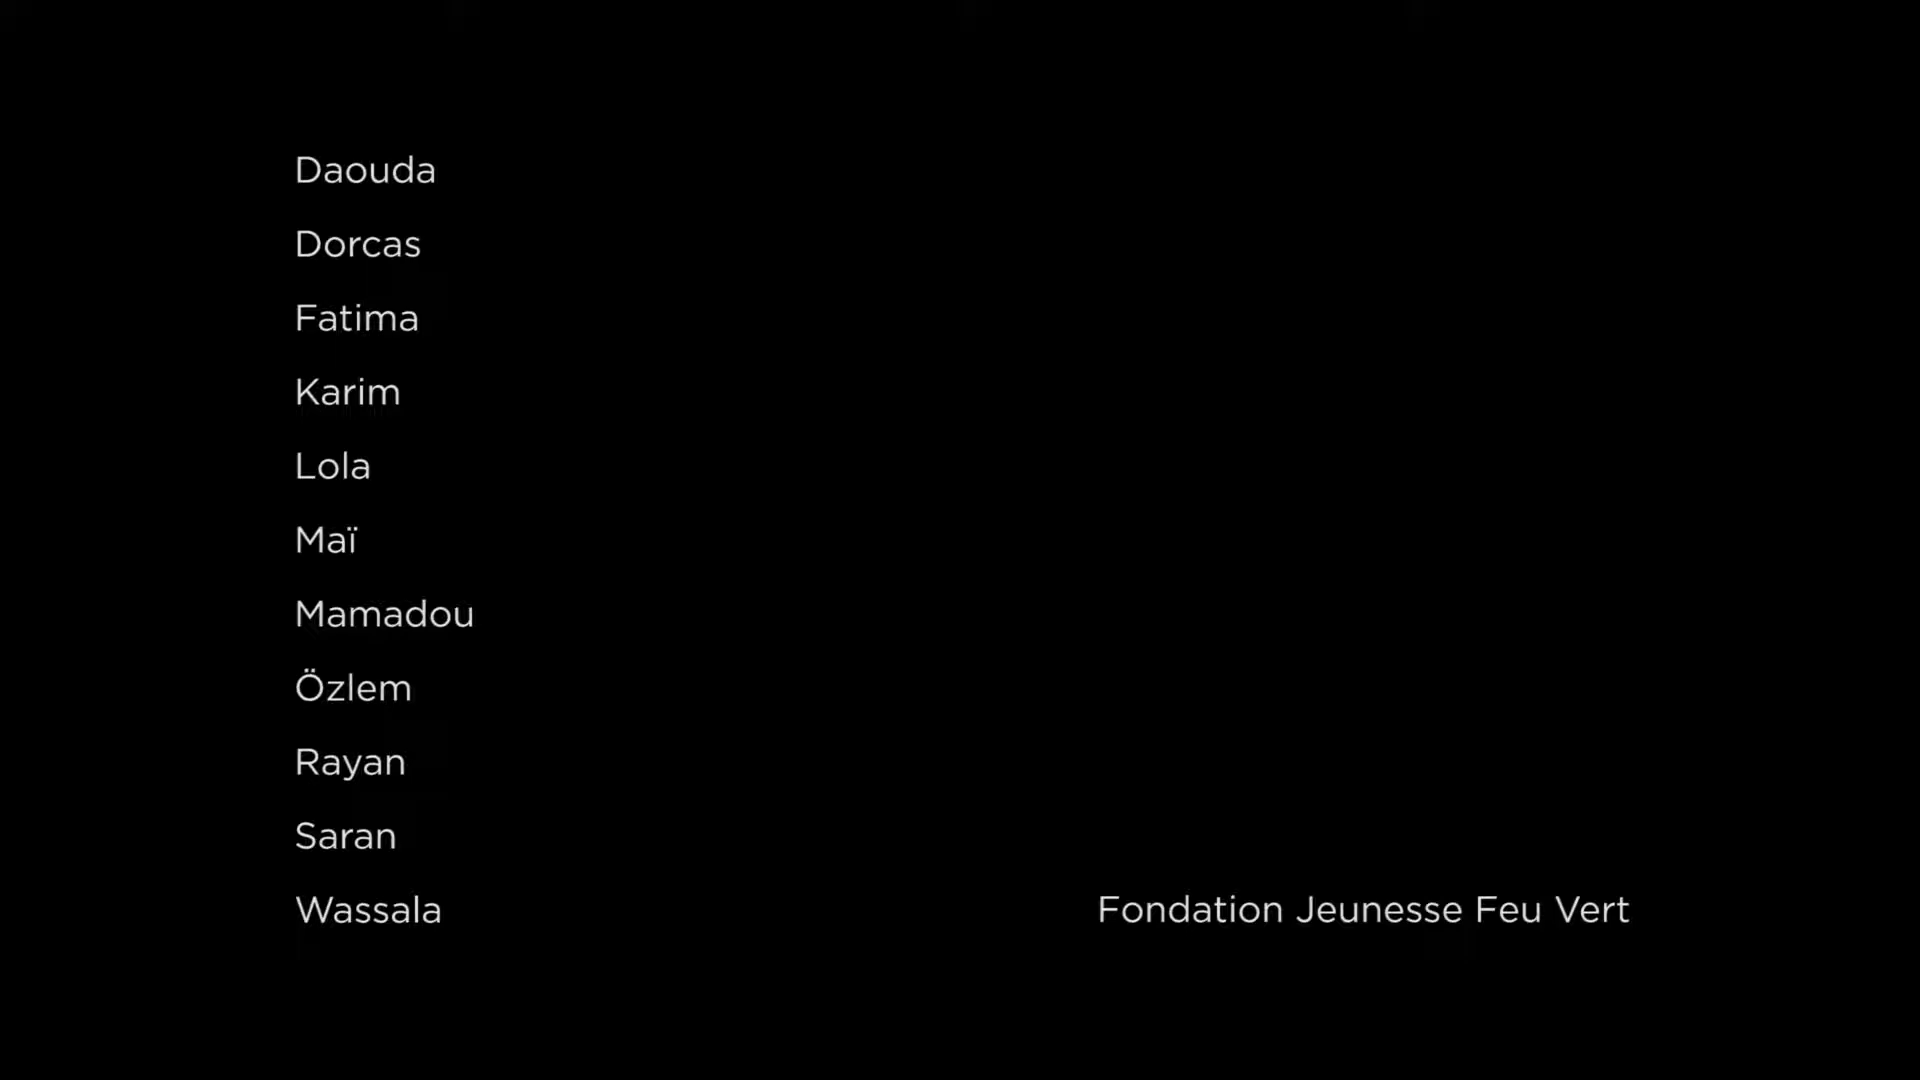 Daouda
Dorcas
Fatima
Karim
Lola
Maï
Mamadou
Özlem
Rayan
Saran
Wassala
Fondation Jeunesse Feu Vert